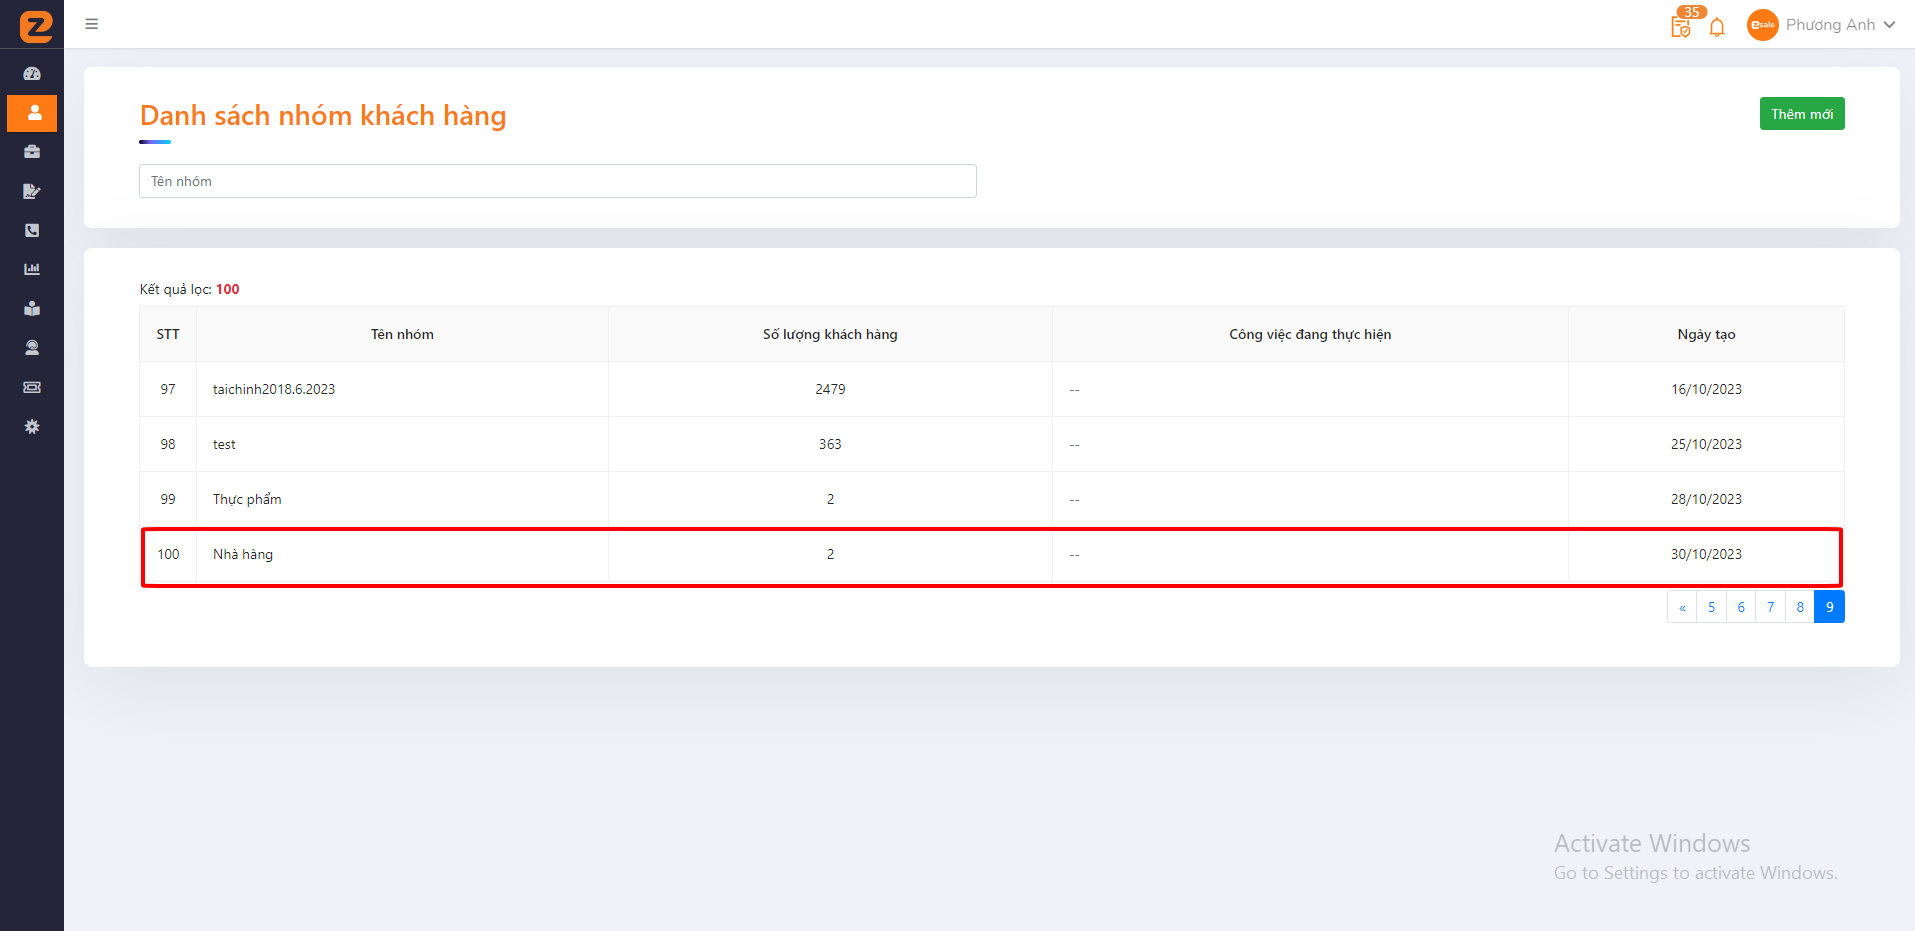 35
Zsale
Phương Anh
Danh sách nhóm khách hàng
Thêm mới
Tên nhóm
Kết quả lọc: 100
STT Tên nhóm Số lượng khách hàng Công việc đang thực hiện Ngày tạo
97 taichinh2018.6.2023 2479 -- 16/10/2023
98 test 363 -- 25/10/2023
99 Thực phẩm 2 -- 28/10/2023
100 Nhà hàng 2 -- 30/10/2023
« 5 6 7 8 9
Activate Windows
Go to Settings to activate Windows.